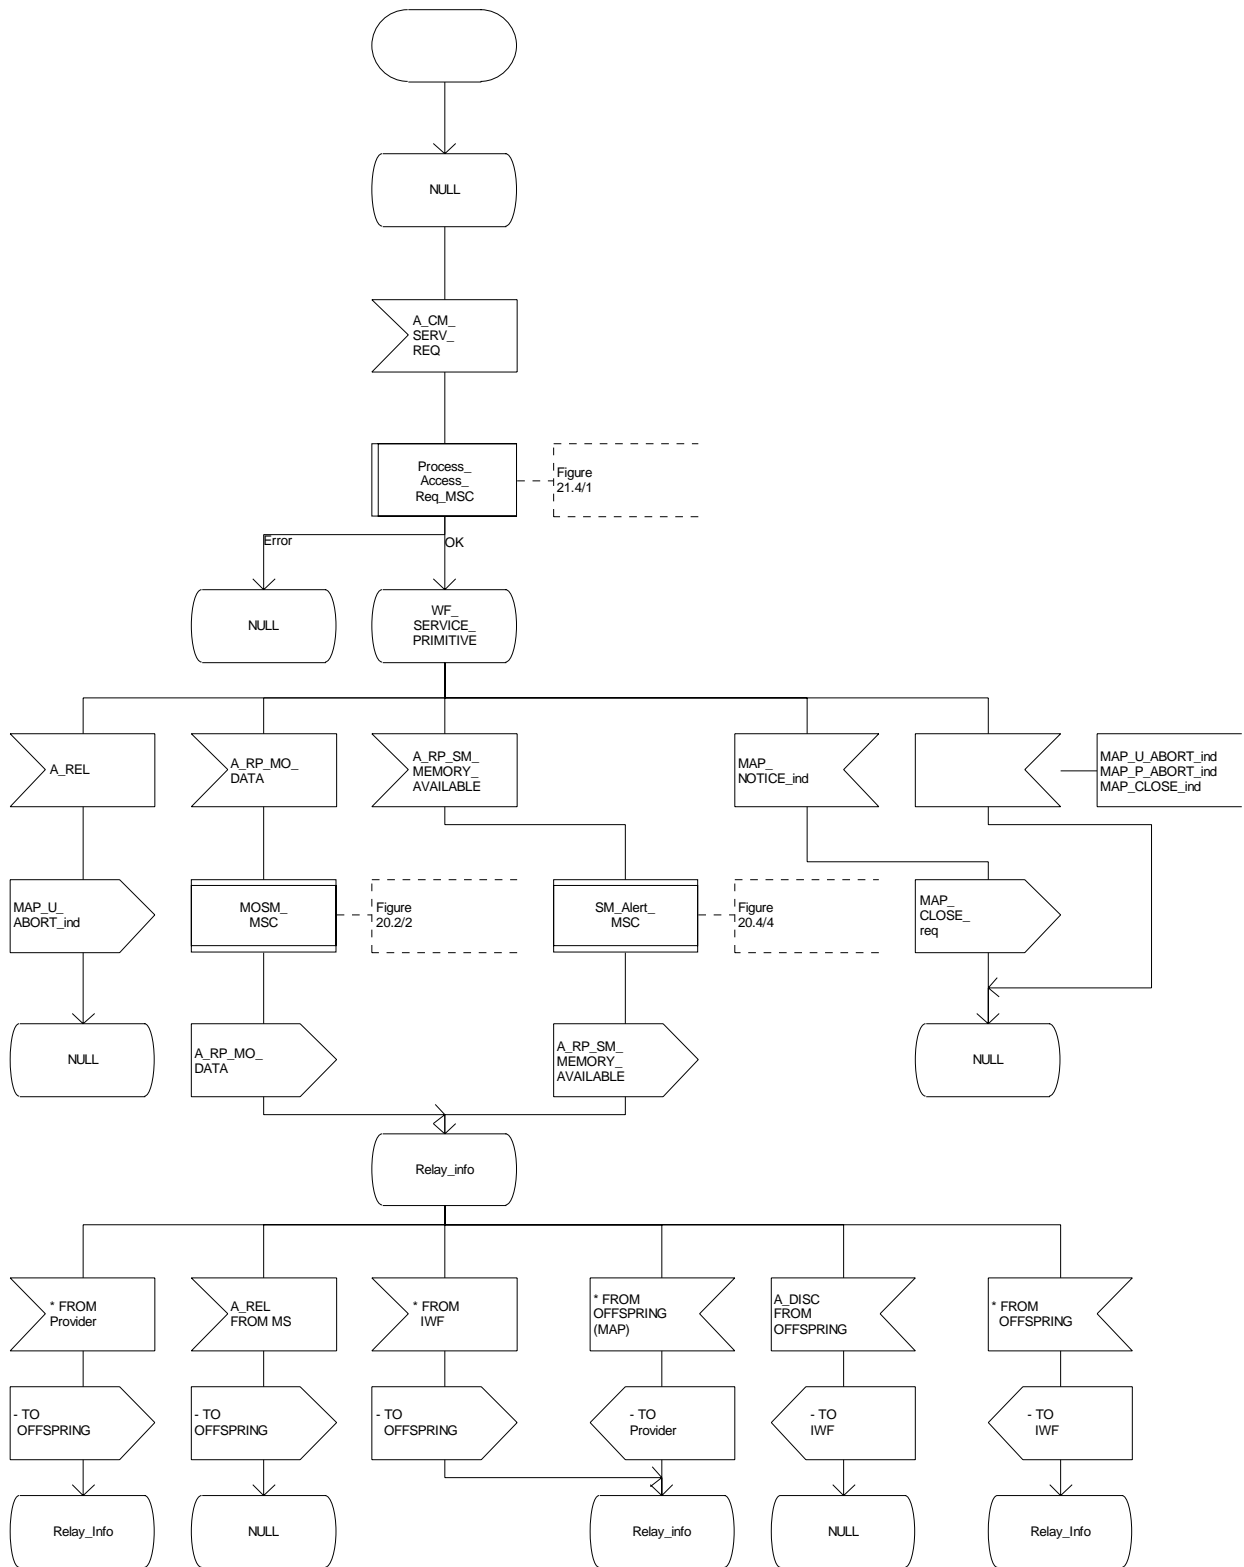 NULL
A_CM_
SERV_
REQ
Process_
Access_
Req_MSC
Figure
21.4/1
Error
OK
NULL
WF_
SERVICE_
PRIMITIVE
A_REL
A_RP_MO_
DATA
A_RP_SM_
MEMORY_
AVAILABLE
MAP_
NOTICE_ind
MAP_U_ABORT_ind
MAP_P_ABORT_ind
MAP_CLOSE_ind
MAP_U_
ABORT_ind
MOSM_
MSC
Figure
20.2/2
SM_Alert_
MSC
Figure
20.4/4
MAP_
CLOSE_
req
NULL
A_RP_MO_
DATA
A_RP_SM_
MEMORY_
AVAILABLE
NULL
Relay_info
* FROM
Provider
A_REL
FROM MS
* FROM
IWF
* FROM
OFFSPRING
(MAP)
A_DISC
FROM
OFFSPRING
* FROM
OFFSPRING
- TO
OFFSPRING
- TO
OFFSPRING
- TO
OFFSPRING
- TO
Provider
- TO
IWF
- TO
IWF
Relay_Info
NULL
Relay_info
NULL
Relay_Info